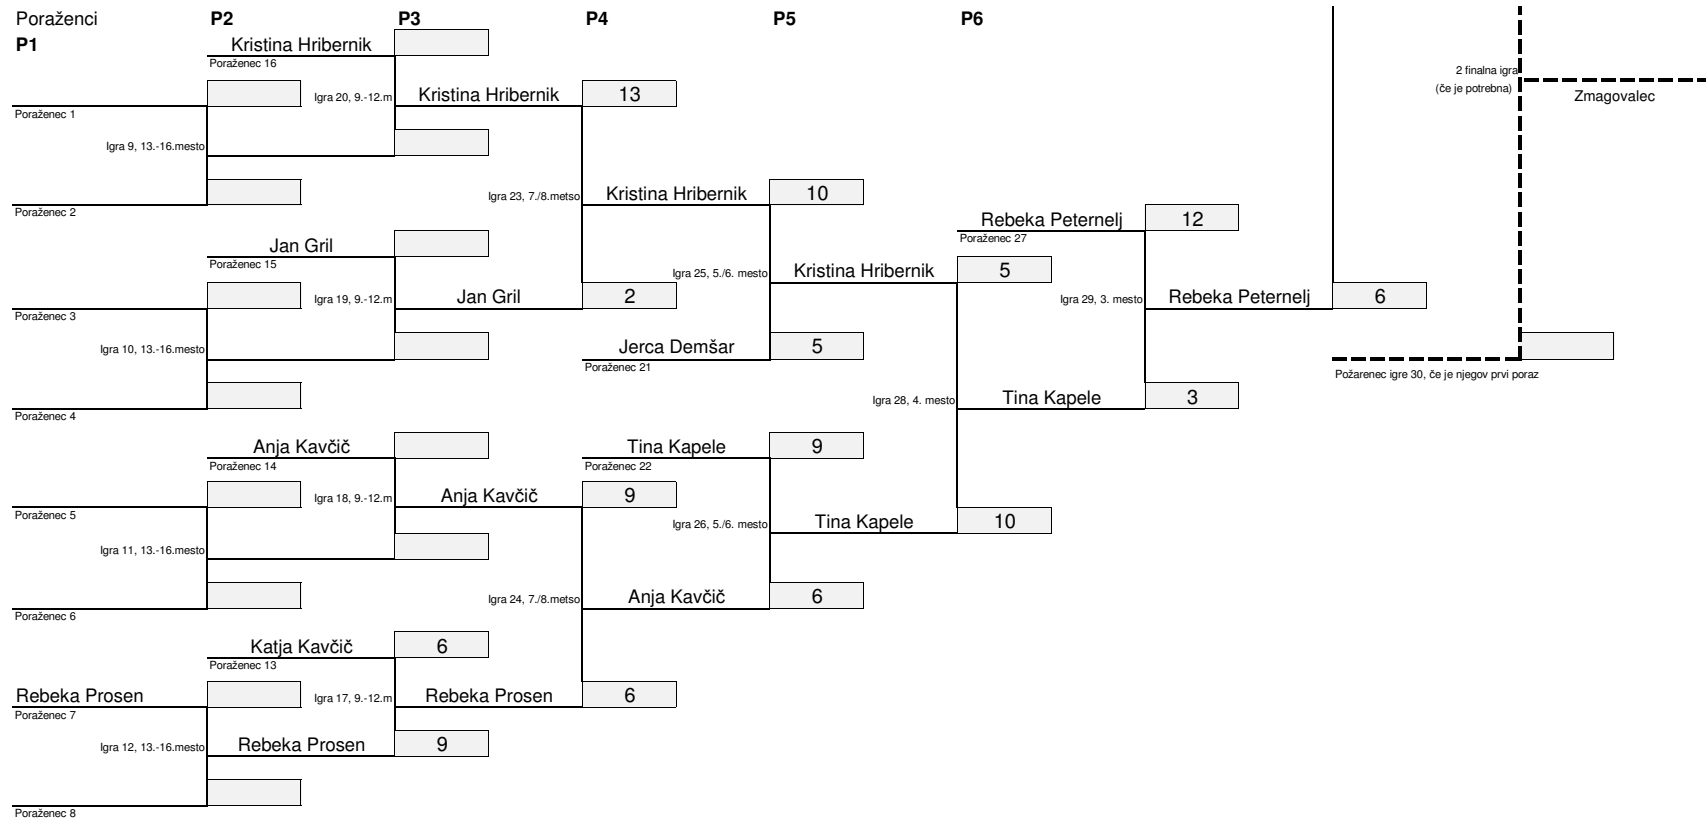 Poraženci
P2
P3
P4
P5
P6
P1
Kristina Hribernik
Poraženec 16
2 finalna igra
(če je potrebna)
Zmagovalec
Igra 20, 9.-12.m
Kristina Hribernik
13
Poraženec 1
Igra 9, 13.-16.mesto
Igra 23, 7./8.metso
Kristina Hribernik
10
Poraženec 2
Rebeka Peternelj
12
Poraženec 27
Jan Gril
Poraženec 15
Igra 25, 5./6. mesto
Kristina Hribernik
5
Igra 19, 9.-12.m
Jan Gril
2
Igra 29, 3. mesto
Rebeka Peternelj
6
Poraženec 3
Igra 10, 13.-16.mesto
Jerca Demšar
5
Poraženec 21
Požarenec igre 30, če je njegov prvi poraz
Igra 28, 4. mesto
Tina Kapele
3
Poraženec 4
Anja Kavčič
Poraženec 14
Tina Kapele
9
Poraženec 22
Igra 18, 9.-12.m
Anja Kavčič
9
Poraženec 5
Igra 26, 5./6. mesto
Tina Kapele
10
Igra 11, 13.-16.mesto
Igra 24, 7./8.metso
Anja Kavčič
6
Poraženec 6
Katja Kavčič
6
Poraženec 13
Rebeka Prosen
Poraženec 7
Igra 17, 9.-12.m
Rebeka Prosen
6
Igra 12, 13.-16.mesto
Rebeka Prosen
9
Poraženec 8